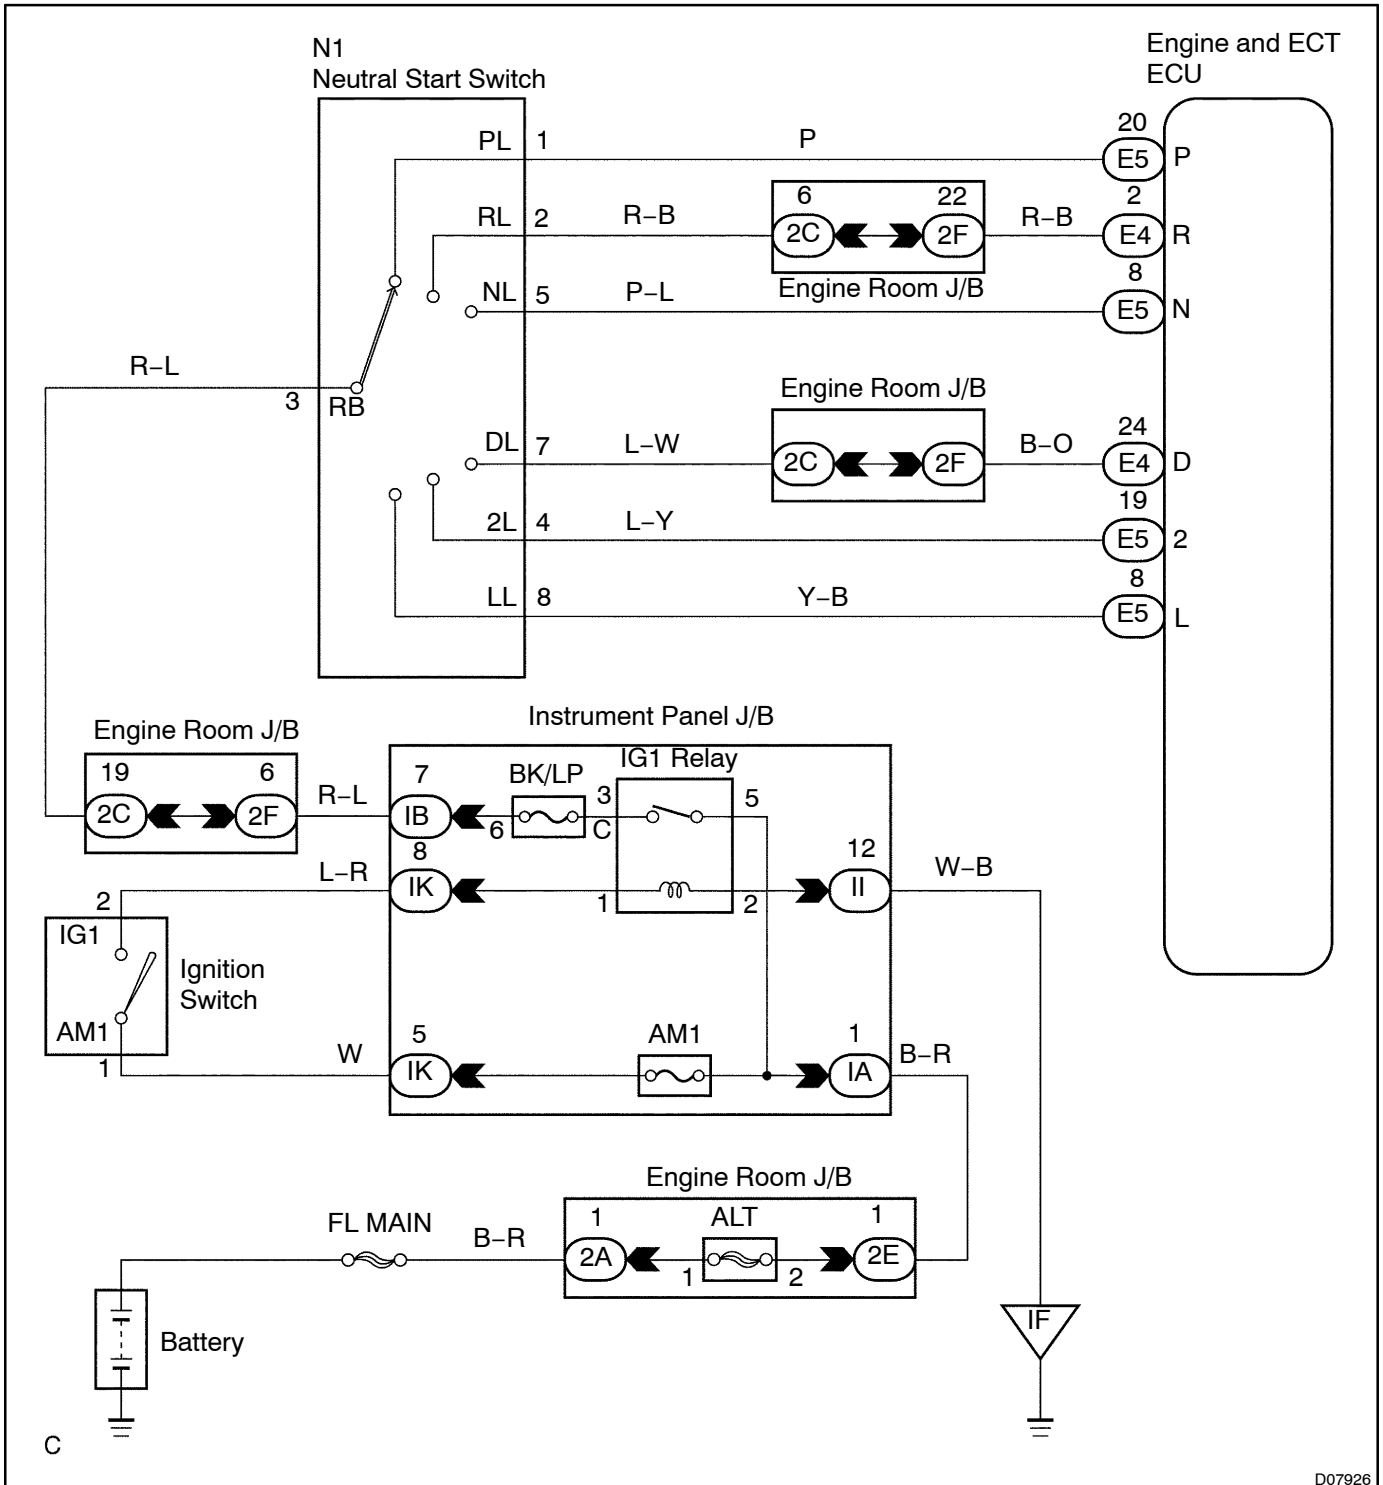 N1
Neutral Start Switch
Engine and ECT
ECU
PL 1 P 20 E5 P
RL 2 R–B 6 2C 22 2F R–B 2 E4 R
Engine Room J/B
NL 5 P–L 8 E5 N
R–L
3 RB
Engine Room J/B
DL 7 L–W 2C 2F B–O 24 E4 D
2L 4 L–Y 19 E5 2
LL 8 Y–B 8 E5 L
Instrument Panel J/B
Engine Room J/B
19 2C 6 2F R–L 7 IB 6 BK/LP C 3 IG1 Relay 5
L–R 8 IK 1 2 12 II W–B
2
IG1
Ignition
Switch
AM1
1 W 5 IK AM1 1 IA B–R
Engine Room J/B
FL MAIN B–R 1 2A 1 ALT 2 1 2E
Battery
IF
C
D07926